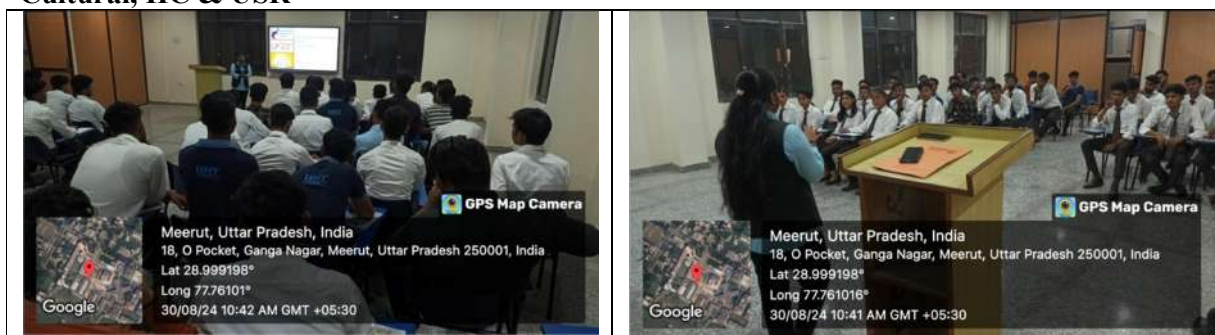 Cultural, IIC & USR
GPS Map Camera
Meerut, Uttar Pradesh, India
18, O Pocket, Ganga Nagar, Meerut, Uttar Pradesh 250001, India
Lat 28.999198°
Long 77.76101°
30/08/24 10:42 AM GMT +05:30
Google
GPS Map Camera
Meerut, Uttar Pradesh, India
18, O Pocket, Ganga Nagar, Meerut, Uttar Pradesh 250001, India
Lat 28.999198°
Long 77.761016°
30/08/24 10:41 AM GMT +05:30
Google